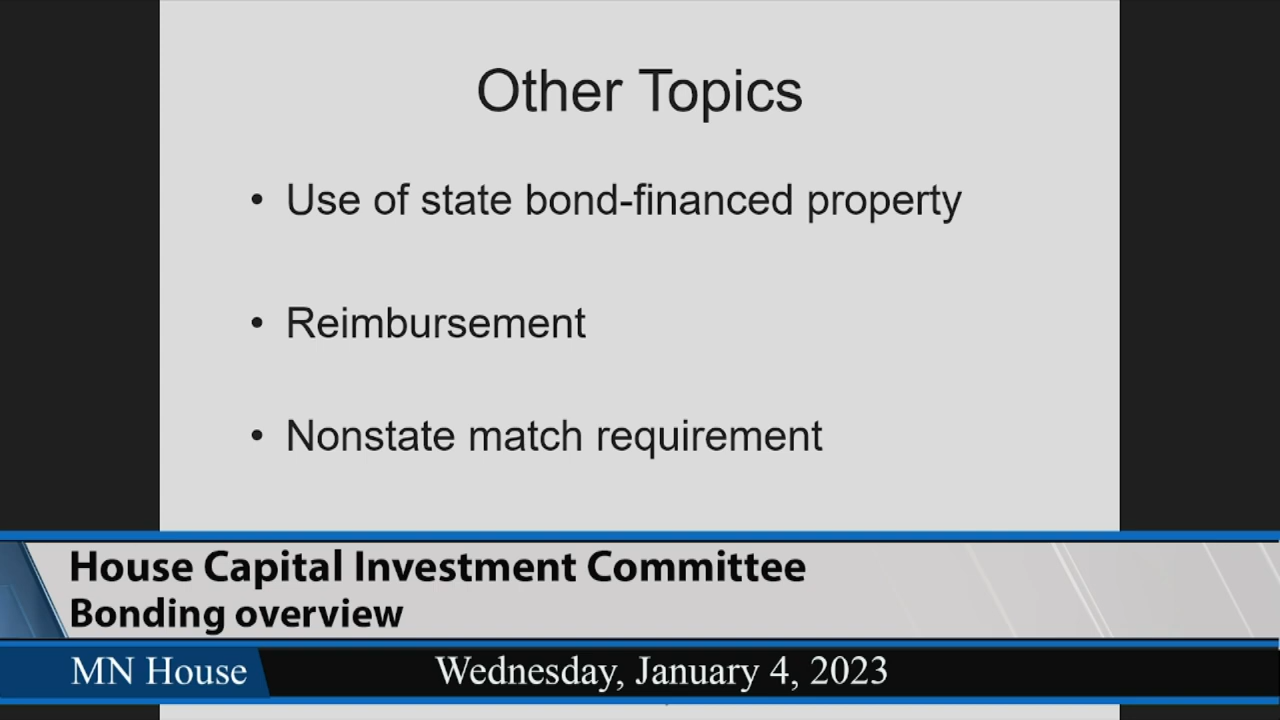 Other Topics
• Use of state bond-financed property
• Reimbursement
• Nonstate match requirement
House Capital Investment Committee
Bonding overview
MN House
Wednesday, January 4, 2023